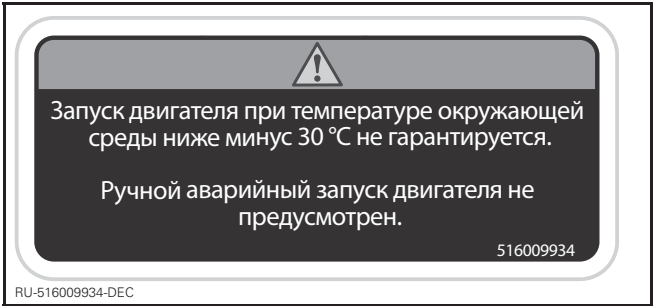 Запуск двигателя при температуре окружающей
среды ниже минус 30 °C не гарантируется.
Ручной аварийный запуск двигателя не
предусмотрен.
516009934
RU-516009934-DEC